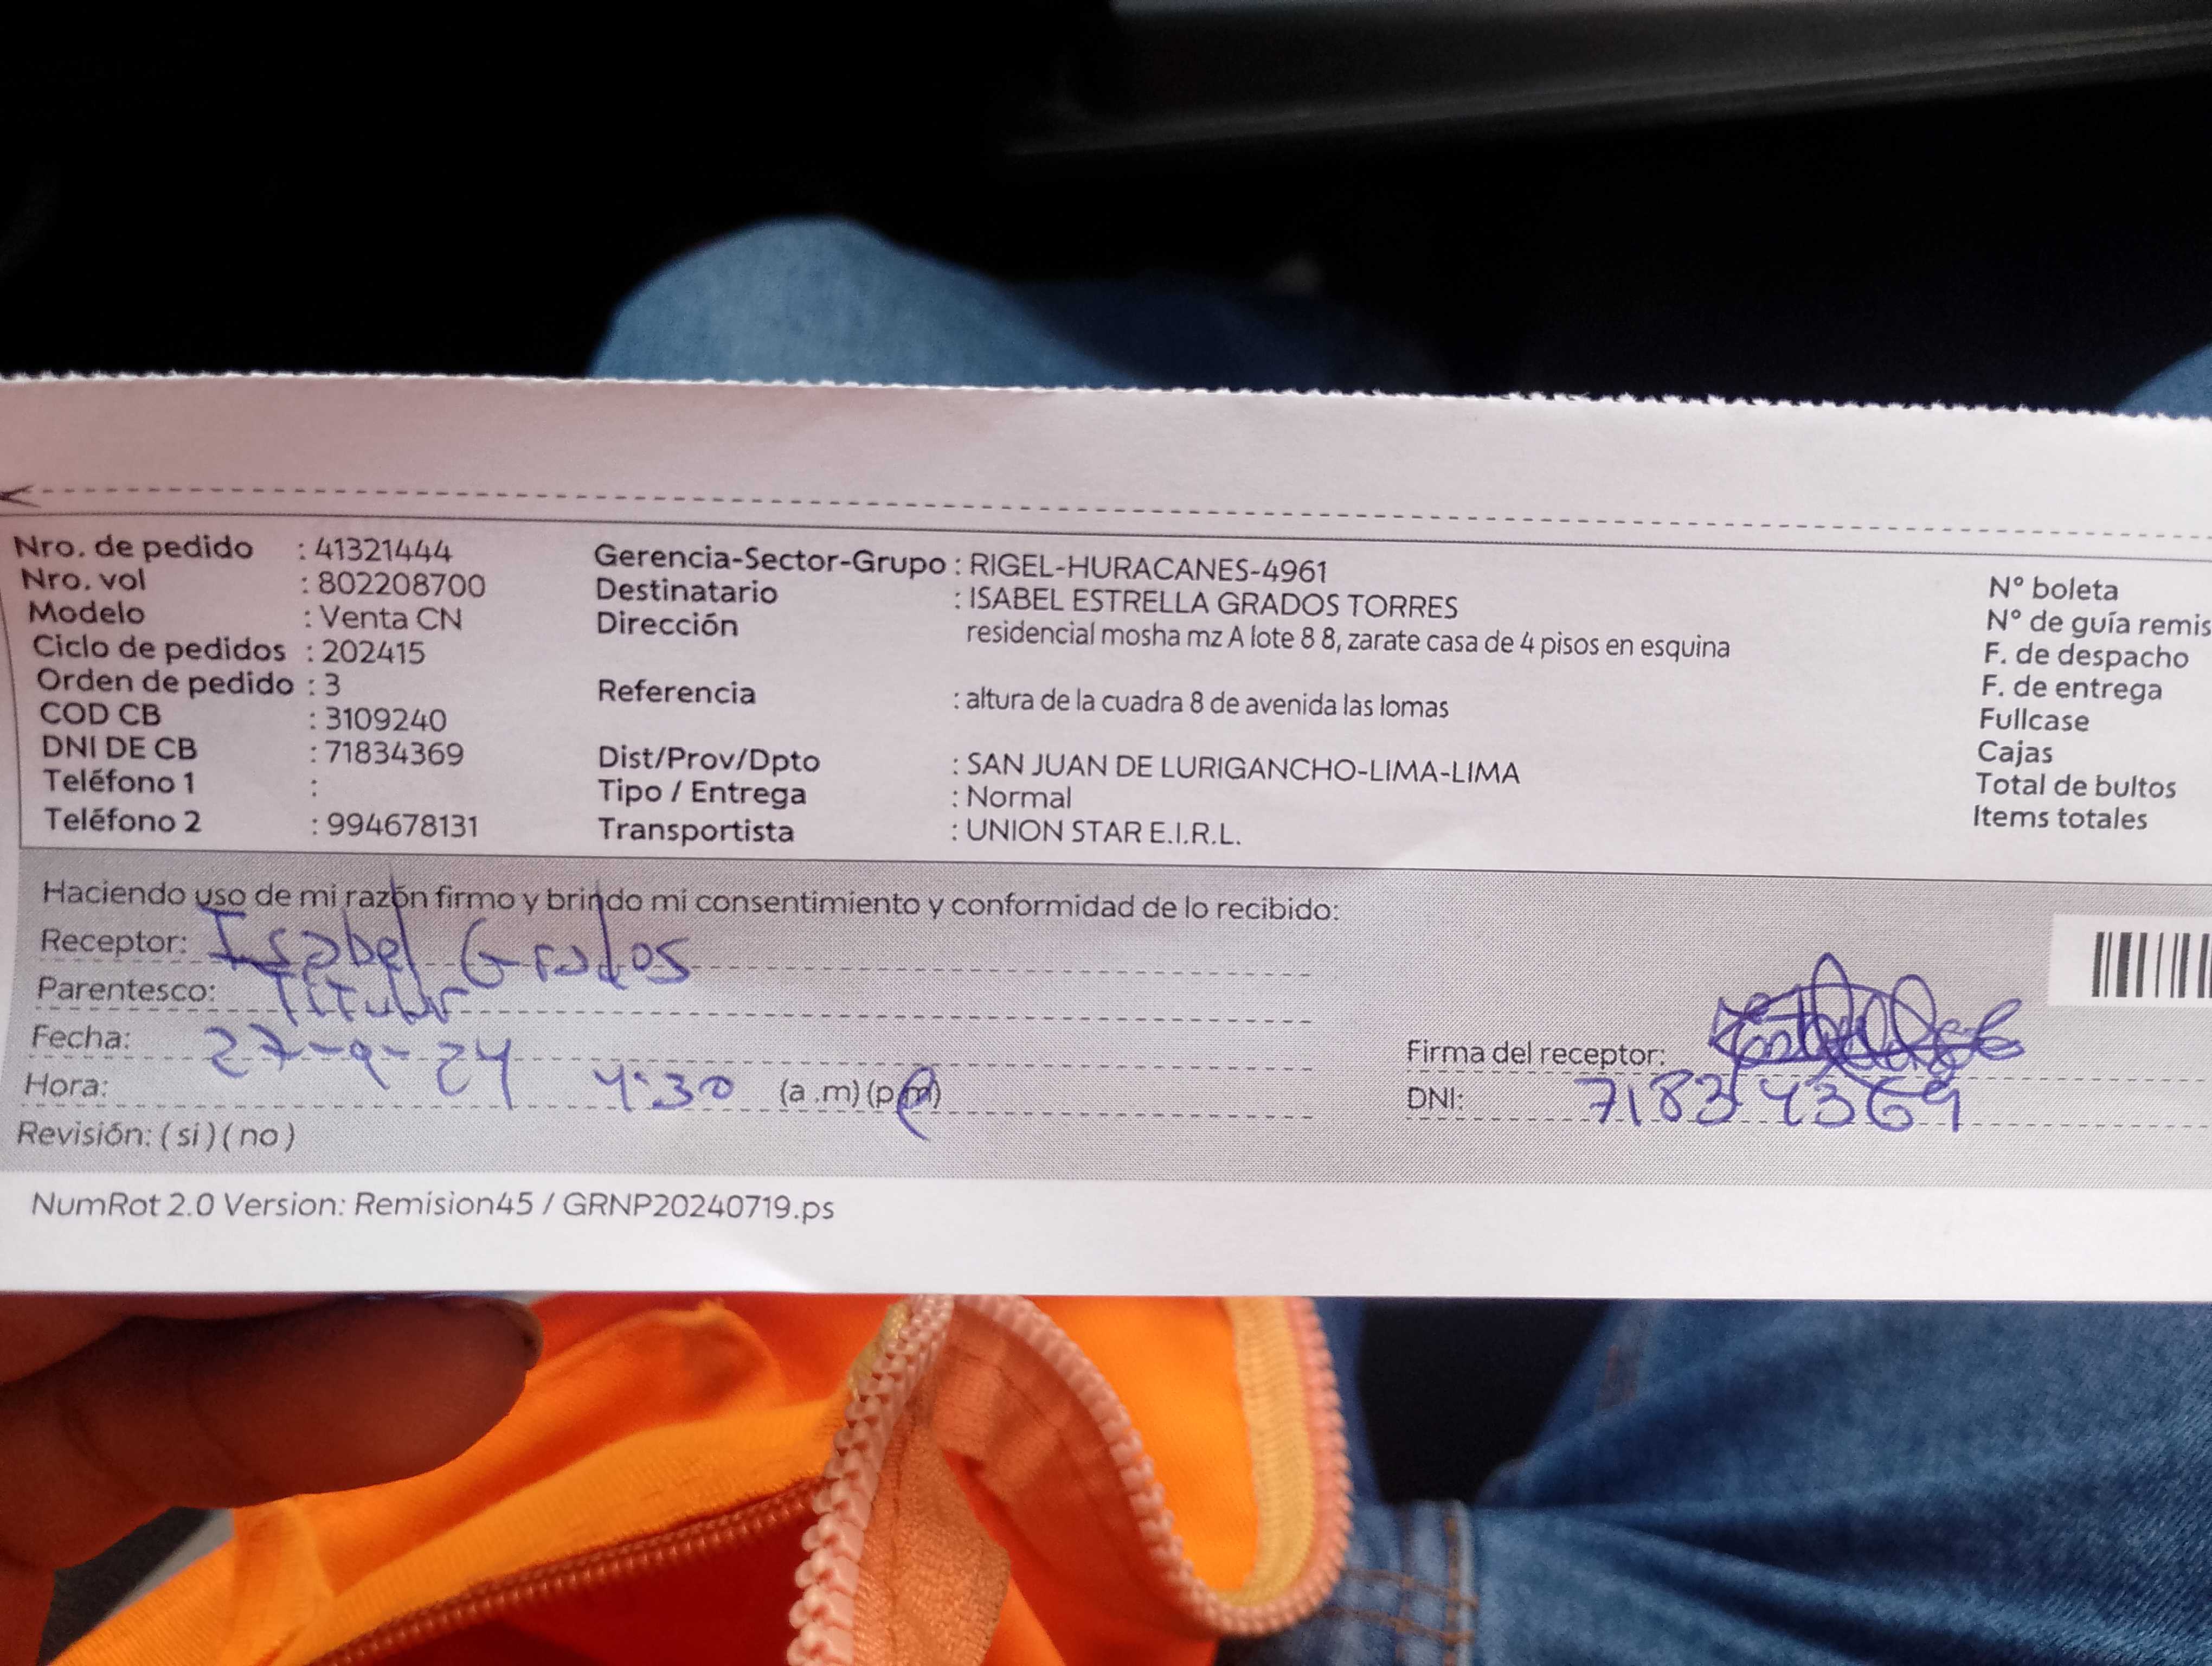 Nro. de pedido : 41321444
Nro. vol : 802208700
Modelo : Venta CN
Ciclo de pedidos : 202415
Orden de pedido : 3
COD CB : 3109240
DNI DE CB : 71834369
Teléfono 1 :
Teléfono 2 : 994678131
Gerencia-Sector-Grupo : RIGEL-HURACANES-4961
Destinatario : ISABEL ESTRELLA GRADOS TORRES
Dirección residencial mosha mz A lote 8 8, zarate casa de 4 pisos en esquina
Referencia : altura de la cuadra 8 de avenida las lomas
Dist/Prov/Dpto : SAN JUAN DE LURIGANCHO-LIMA-LIMA
Tipo / Entrega : Normal
Transportista : UNION STAR E.I.R.L.
N° boleta
N° de guía remis
F. de despacho
F. de entrega
Fullcase
Cajas
Total de bultos
Items totales
Haciendo uso de mi razón firmo y brindo mi consentimiento y conformidad de lo recibido:
Receptor: Isabel Grados
Parentesco: Titular
Fecha: 27-9-24
Hora: 4:30 (a .m) (p.m)
Revisión: ( si ) ( no )
Firma del receptor:
DNI: 71834369
NumRot 2.0 Version: Remision45 / GRNP20240719.ps